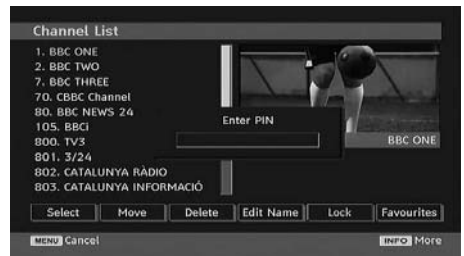 Channel List
1. BBC ONE
2. BBC TWO
7. BBC THREE
70. CBBC Channel
80. BBC NEWS 24
105. BBCi
800. TV3
801. 3/24
802. CATALUNYA RÀDIO
803. CATALUNYA INFORMACIÓ
Enter PIN
BBC ONE
Select Move Delete Edit Name Lock Favourites
MENU Cancel INFO More